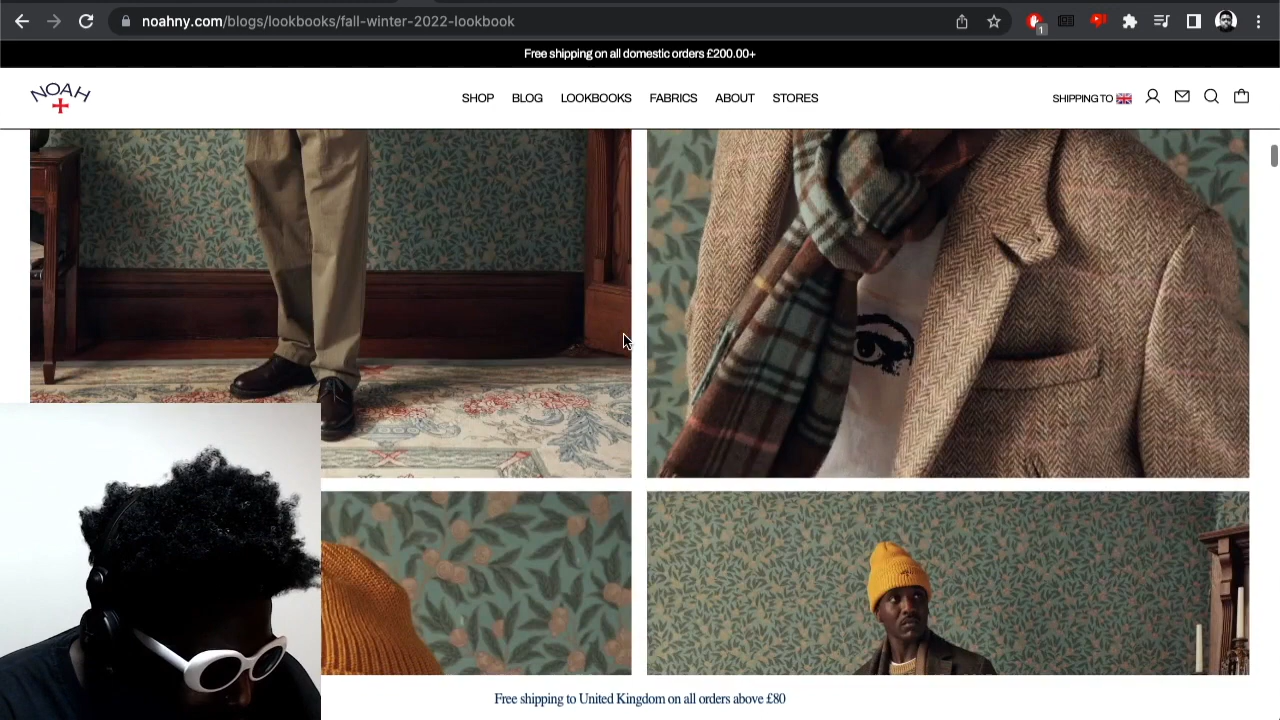 noahny.com/blogs/lookbooks/fall-winter-2022-lookbook
1
Free shipping on all domestic orders £200.00+
NOAH
SHOP BLOG LOOKBOOKS FABRICS ABOUT STORES
SHIPPING TO
Free shipping to United Kingdom on all orders above £80